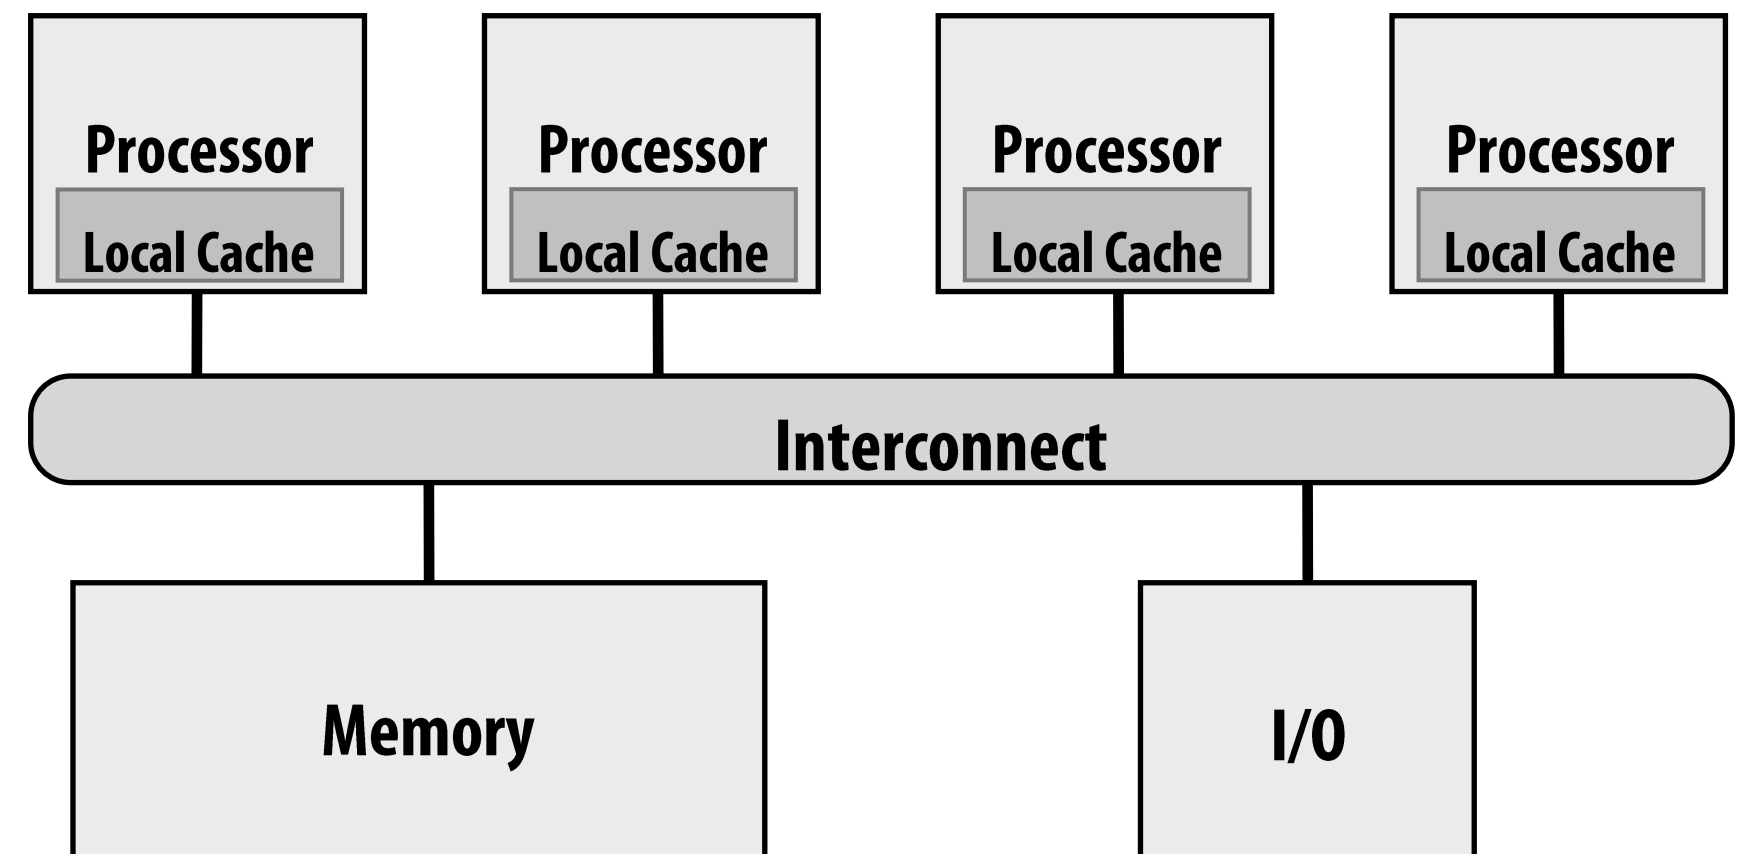 Processor Processor Processor Processor
Local Cache Local Cache Local Cache Local Cache
Interconnect
Memory I/O